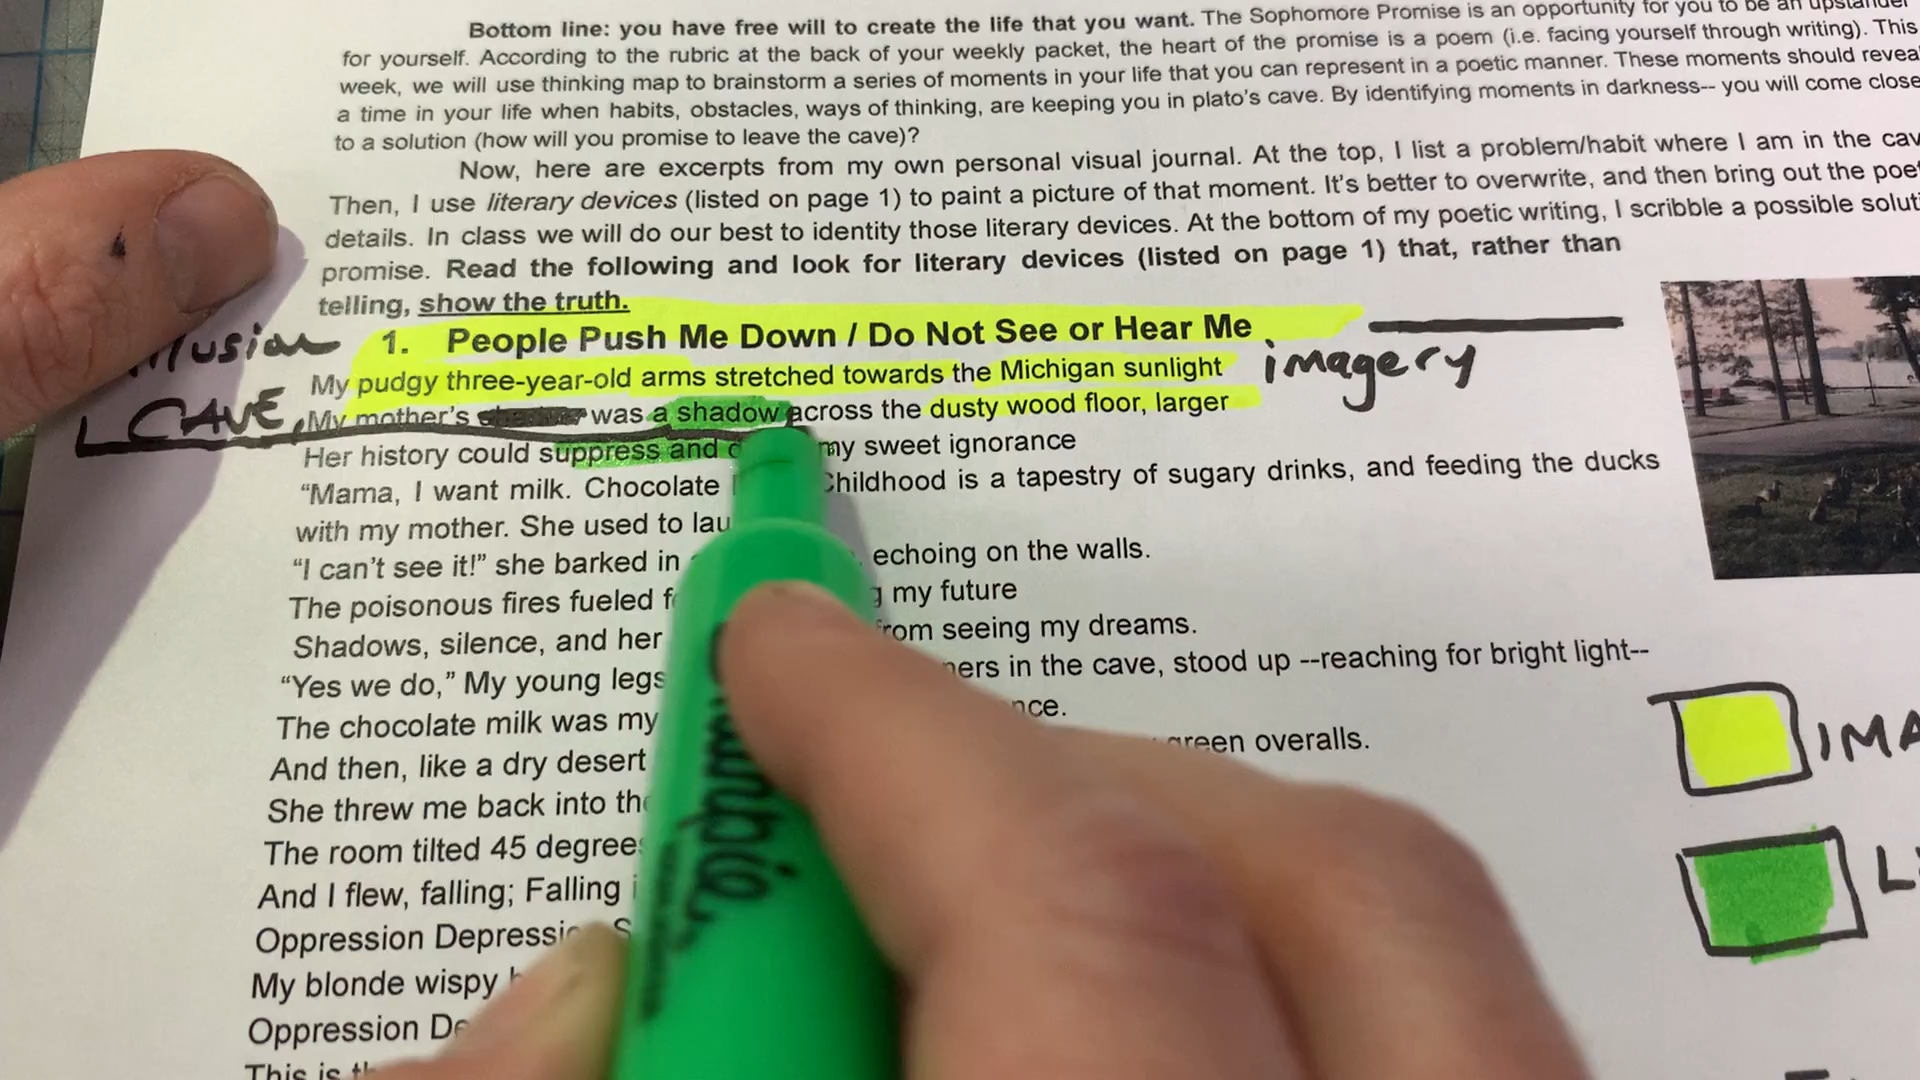 Bottom line: you have free will to create the life that you want. The Sophomore Promise is an opportunity for you to be an upstander
for yourself. According to the rubric at the back of your weekly packet, the heart of the promise is a poem (i.e. facing yourself through writing). This
week, we will use thinking map to brainstorm a series of moments in your life that you can represent in a poetic manner. These moments should revea
a time in your life when habits, obstacles, ways of thinking, are keeping you in plato's cave. By identifying moments in darkness-- you will come close
to a solution (how will you promise to leave the cave)?
Now, here are excerpts from my own personal visual journal. At the top, I list a problem/habit where I am in the cav
Then, I use literary devices (listed on page 1) to paint a picture of that moment. It's better to overwrite, and then bring out the poet
details. In class we will do our best to identity those literary devices. At the bottom of my poetic writing, I scribble a possible solut
promise. Read the following and look for literary devices (listed on page 1) that, rather than
telling, show the truth.
llusion 1. People Push Me Down / Do Not See or Hear Me
My pudgy three-year-old arms stretched towards the Michigan sunlight imagery
CAVE My mother's was a shadow across the dusty wood floor, larger
Her history could suppress and my sweet ignorance
"Mama, I want milk. Chocolate Childhood is a tapestry of sugary drinks, and feeding the ducks
with my mother. She used to lau
"I can't see it!" she barked in echoing on the walls.
The poisonous fires fueled my future
Shadows, silence, and her from seeing my dreams.
"Yes we do," My young legs ners in the cave, stood up --reaching for bright light--
The chocolate milk was my nce.
And then, like a dry desert green overalls.
She threw me back into the
The room tilted 45 degrees
And I flew, falling; Falling
Oppression Depression S
My blonde wispy
Oppression De
This is th
IMA
LI
Sharpie